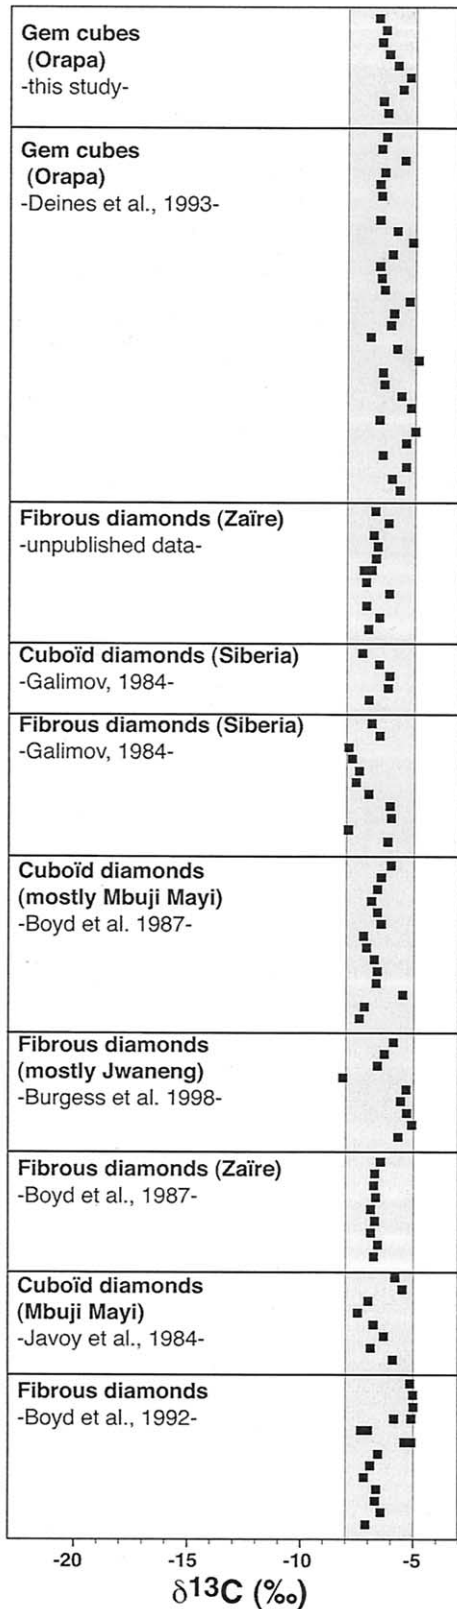 Gem cubes
(Orapa)
-this study-
Gem cubes
(Orapa)
-Deines et al., 1993-
Fibrous diamonds (Zaïre)
-unpublished data-
Cuboïd diamonds (Siberia)
-Galimov, 1984-
Fibrous diamonds (Siberia)
-Galimov, 1984-
Cuboïd diamonds
(mostly Mbuji Mayi)
-Boyd et al. 1987-
Fibrous diamonds
(mostly Jwaneng)
-Burgess et al. 1998-
Fibrous diamonds (Zaïre)
-Boyd et al., 1987-
Cuboïd diamonds
(Mbuji Mayi)
-Javoy et al., 1984-
Fibrous diamonds
-Boyd et al., 1992-
-20 -15 -10 -5
δ13C (‰)